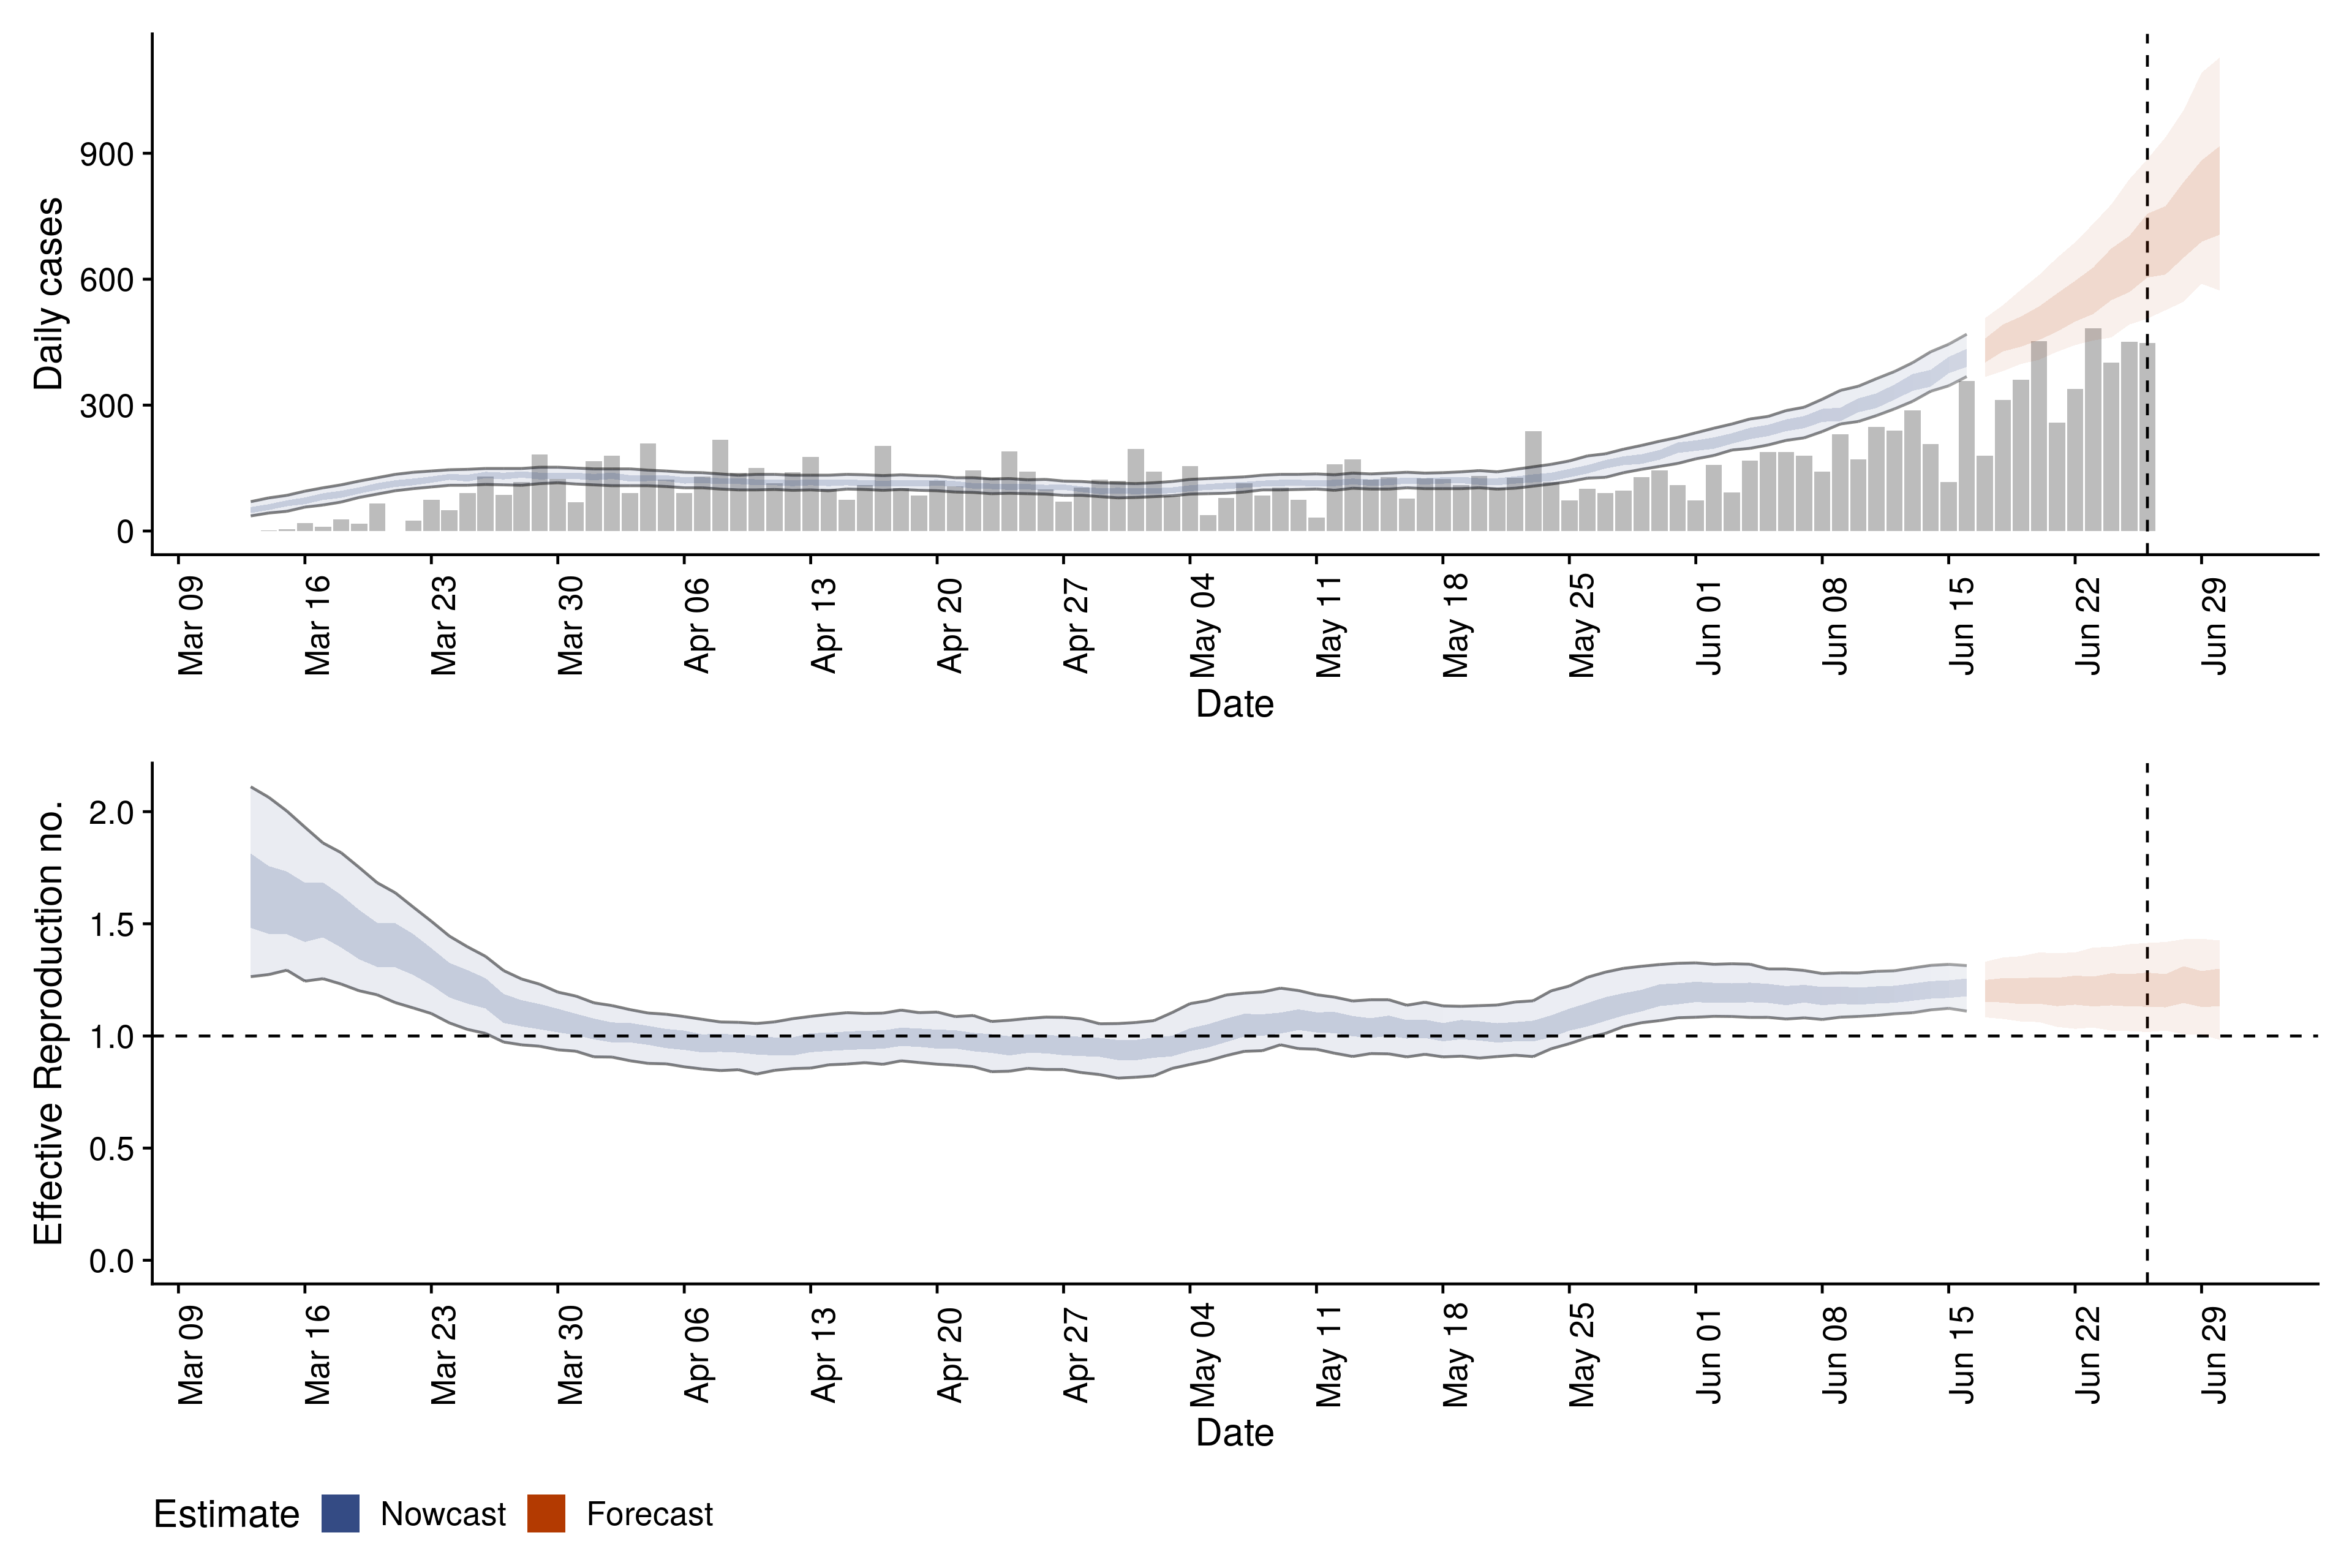 Daily cases
900
600
300
0
Mar 09 Mar 16 Mar 23 Mar 30 Apr 06 Apr 13 Apr 20 Apr 27 May 04 May 11 May 18 May 25 Jun 01 Jun 08 Jun 15 Jun 22 Jun 29
Date
Effective Reproduction no.
2.0
1.5
1.0
0.5
0.0
Mar 09 Mar 16 Mar 23 Mar 30 Apr 06 Apr 13 Apr 20 Apr 27 May 04 May 11 May 18 May 25 Jun 01 Jun 08 Jun 15 Jun 22 Jun 29
Date
Estimate Nowcast Forecast